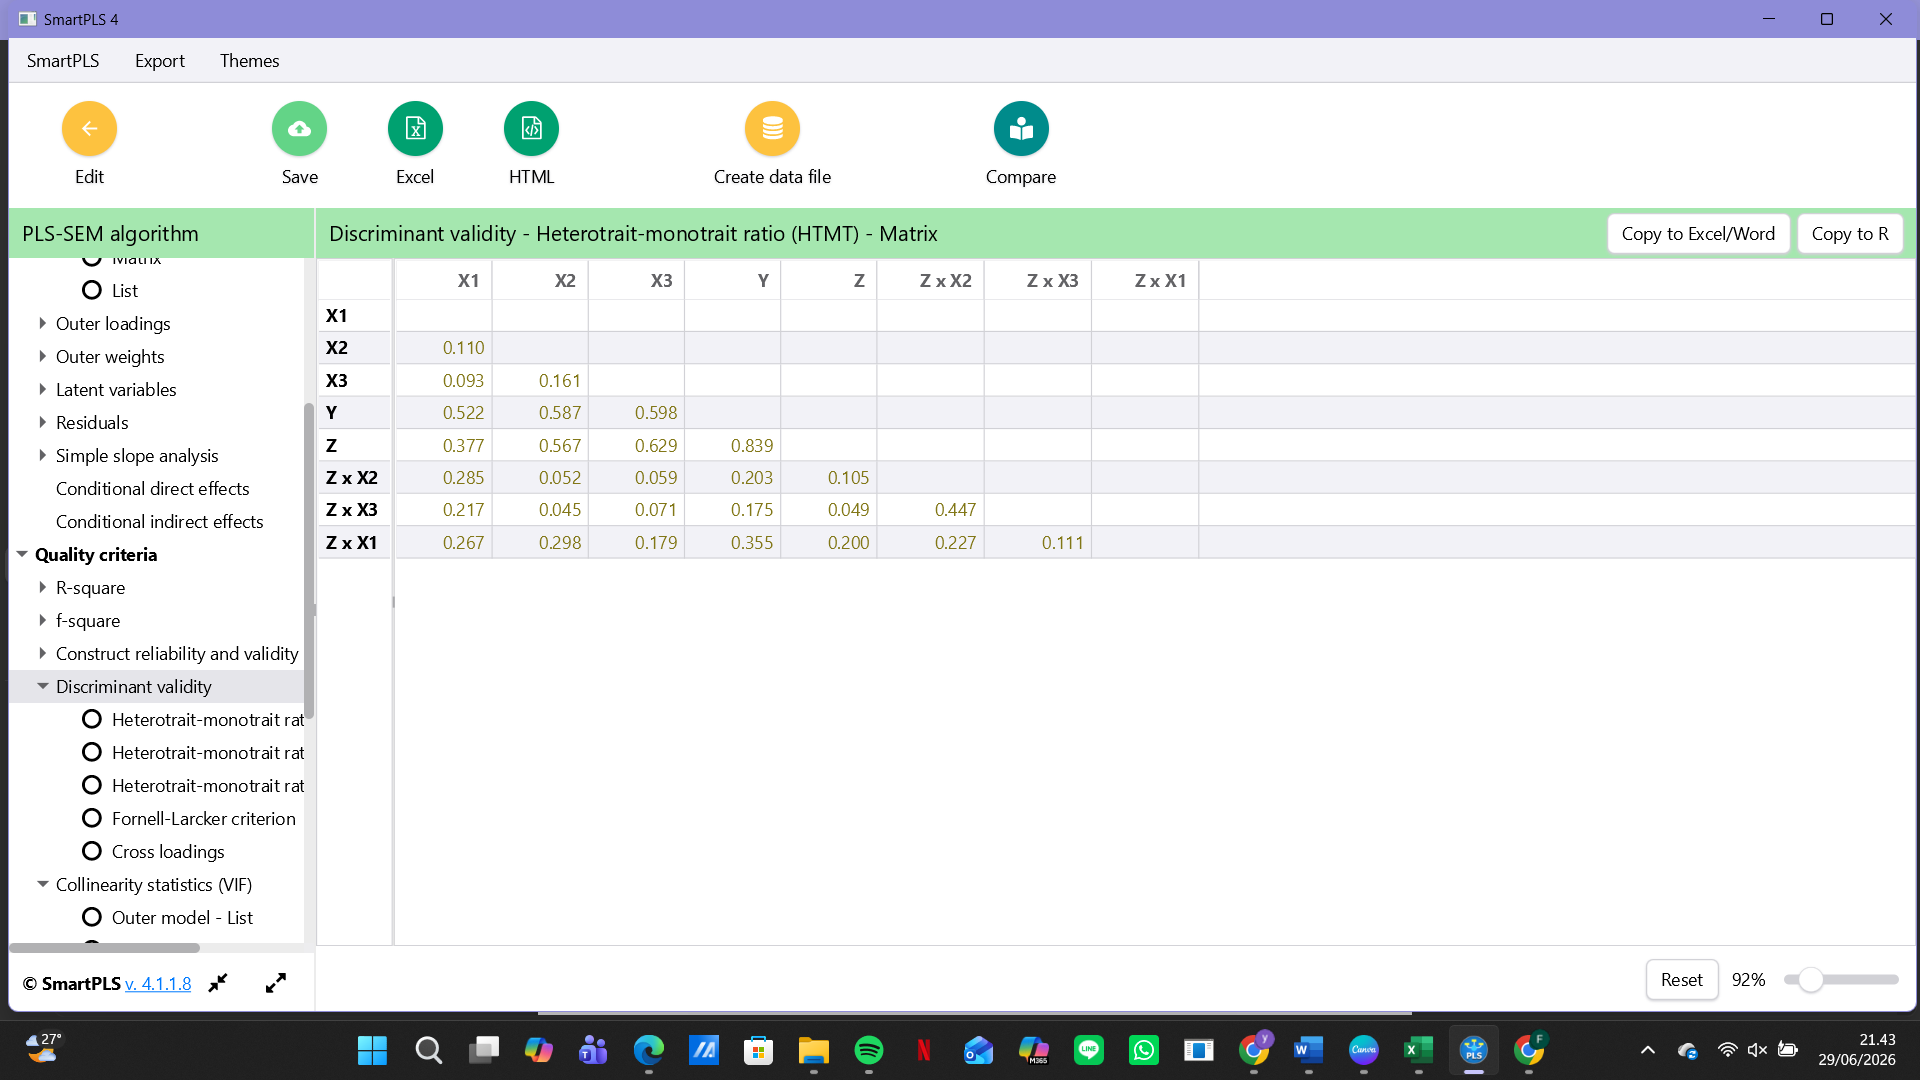 SmartPLS 4
SmartPLS Export Themes
Edit Save Excel HTML Create data file Compare
PLS-SEM algorithm
Discriminant validity - Heterotrait-monotrait ratio (HTMT) - Matrix
Copy to Excel/Word Copy to R
Matrix
List
Outer loadings
Outer weights
Latent variables
Residuals
Simple slope analysis
Conditional direct effects
Conditional indirect effects
Quality criteria
R-square
f-square
Construct reliability and validity
Discriminant validity
Heterotrait-monotrait rat
Heterotrait-monotrait rat
Heterotrait-monotrait rat
Fornell-Larcker criterion
Cross loadings
Collinearity statistics (VIF)
Outer model - List
© SmartPLS v. 4.1.1.8
X1 X2 X3 Y Z Z x X2 Z x X3 Z x X1
X1
X2 0.110
X3 0.093 0.161
Y 0.522 0.587 0.598
Z 0.377 0.567 0.629 0.839
Z x X2 0.285 0.052 0.059 0.203 0.105
Z x X3 0.217 0.045 0.071 0.175 0.049 0.447
Z x X1 0.267 0.298 0.179 0.355 0.200 0.227 0.111
Reset 92%
27°
M365
LINE
Canva
PLS
y
F
21.43
29/06/2026